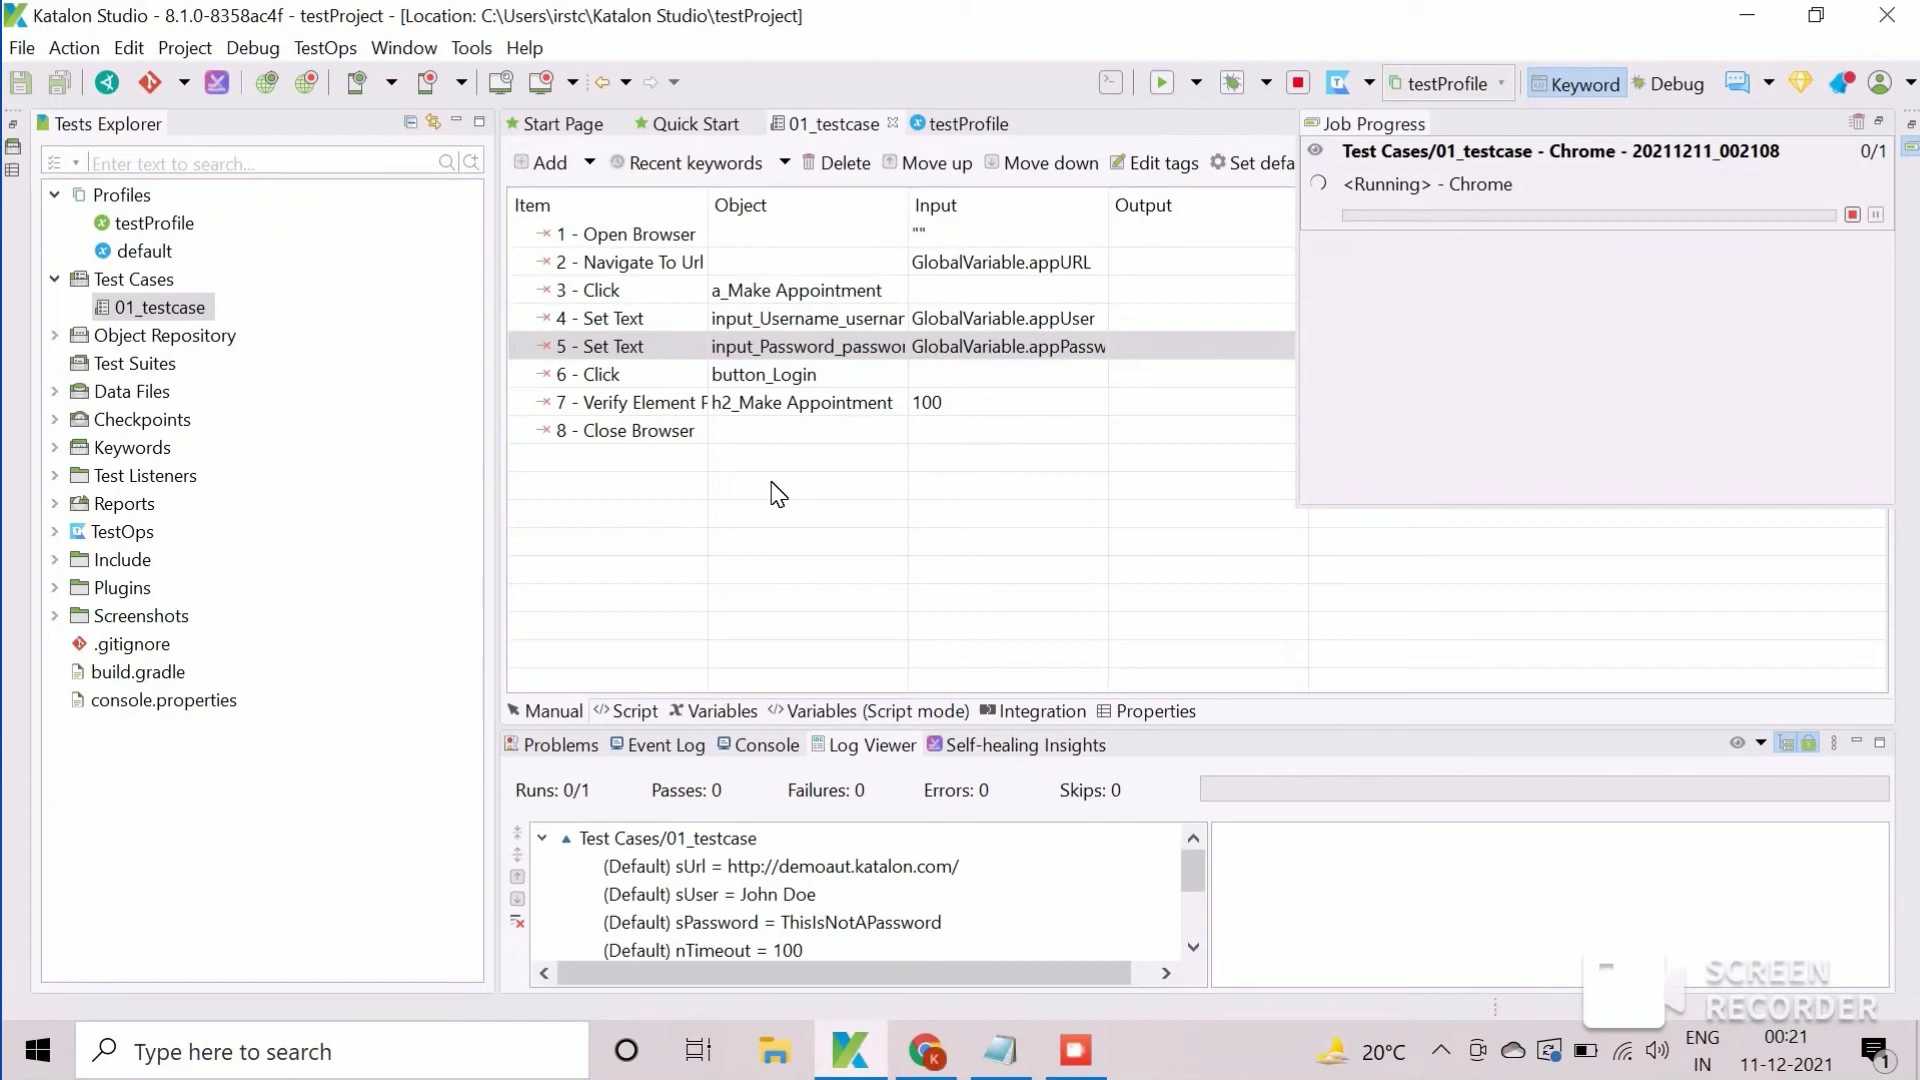 Katalon Studio - 8.1.0-8358ac4f - testProject - [Location: C:\Users\irstc\Katalon Studio\testProject]
File Action Edit Project Debug TestOps Window Tools Help
testProfile Keyword Debug
Tests Explorer
Enter text to search...
Profiles
testProfile
default
Test Cases
01_testcase
Object Repository
Test Suites
Data Files
Checkpoints
Keywords
Test Listeners
Reports
TestOps
Include
Plugins
Screenshots
.gitignore
build.gradle
console.properties
Start Page Quick Start 01_testcase testProfile
Add Recent keywords Delete Move up Move down Edit tags Set defa
Item Object Input Output
1 - Open Browser ""
2 - Navigate To Url GlobalVariable.appURL
3 - Click a_Make Appointment
4 - Set Text input_Username_usernar GlobalVariable.appUser
5 - Set Text input_Password_passwoi GlobalVariable.appPassw
6 - Click button_Login
7 - Verify Element P h2_Make Appointment 100
8 - Close Browser
Job Progress
Test Cases/01_testcase - Chrome - 20211211_002108 0/1
<Running> - Chrome
Manual Script Variables Variables (Script mode) Integration Properties
Problems Event Log Console Log Viewer Self-healing Insights
Runs: 0/1 Passes: 0 Failures: 0 Errors: 0 Skips: 0
Test Cases/01_testcase
(Default) sUrl = http://demoaut.katalon.com/
(Default) sUser = John Doe
(Default) sPassword = ThisIsNotAPassword
(Default) nTimeout = 100
SCREEN
RECORDER
Type here to search
K
20°C
ENG
IN
00:21
11-12-2021
1